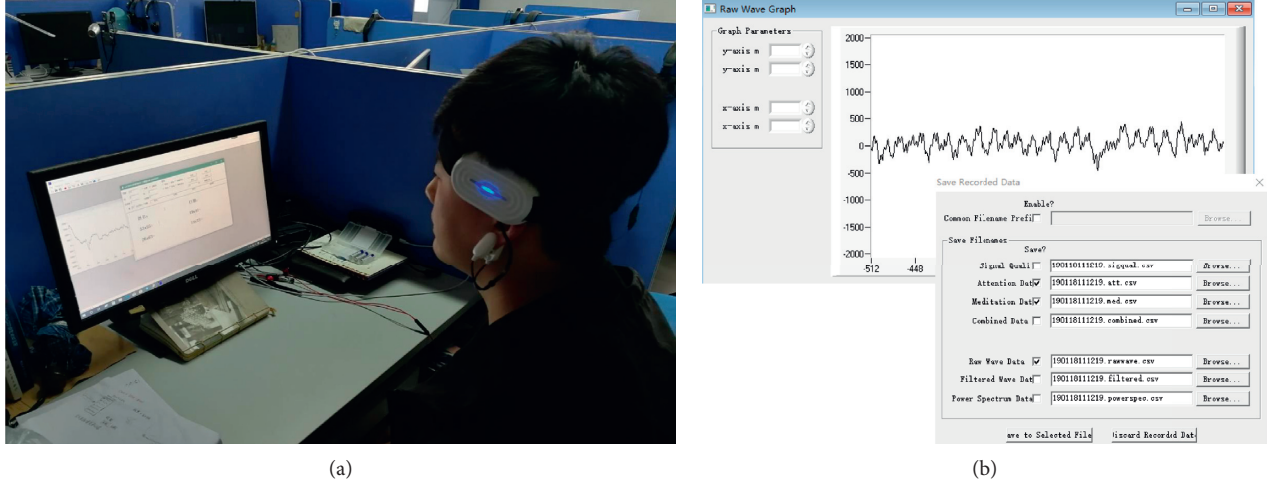 DELL
(a)
Raw Wave Graph
Graph Parameters
y-axis m
y-axis m
x-axis m
x-axis m
2000
1500
1000
500
0
-500
-1000
-1500
-2000
-512
-448
Save Recorded Data
Enable?
Common Filename Prefi
Browse...
Save Filenames
Save?
Signal Quali
190118111219.sigqual.csv
Browse...
Attention Dat
190118111219.att.csv
Browse...
Meditation Dat
190118111219.med.csv
Browse...
Combined Data
190118111219.combined.csv
Browse...
Raw Wave Data
190118111219.rawwave.csv
Browse...
Filtered Wave Dat
190118111219.filtered.csv
Browse...
Power Spectrum Data
190118111219.powerspec.csv
Browse...
ave to Selected File
iscard Recorded Dat
(b)